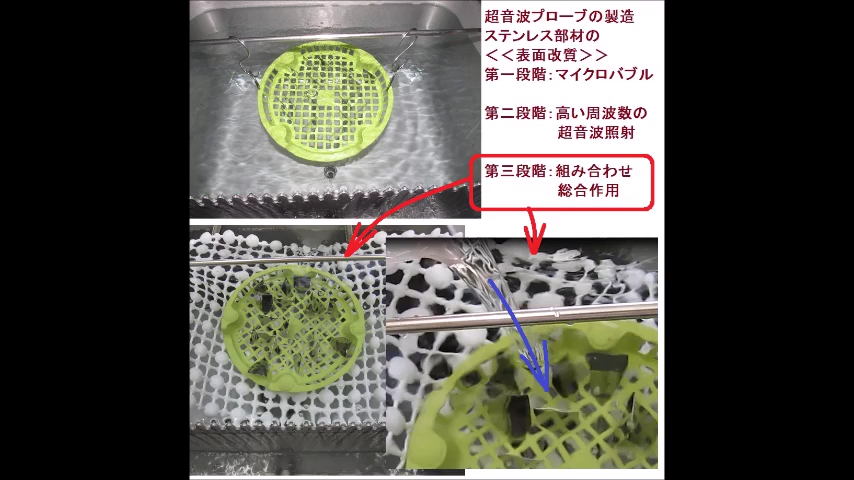 超音波プローブの製造
ステンレス部材の
＜＜表面改質＞＞
第一段階：マイクロバブル
第二段階：高い周波数の
超音波照射
第三段階：組み合わせ
総合作用